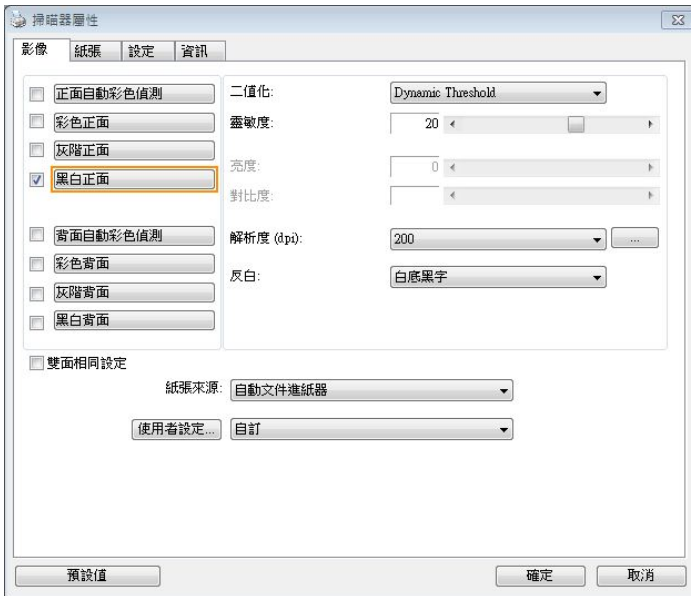 掃瞄器屬性
影像 紙張 設定 資訊
正面自動彩色偵測
彩色正面
灰階正面
黑白正面
背面自動彩色偵測
彩色背面
灰階背面
黑白背面
二值化: Dynamic Threshold
靈敏度: 20
亮度: 0
對比度:
解析度 (dpi): 200 ...
反白: 白底黑字
雙面相同設定
紙張來源: 自動文件進紙器
使用者設定... 自訂
預設值 確定 取消